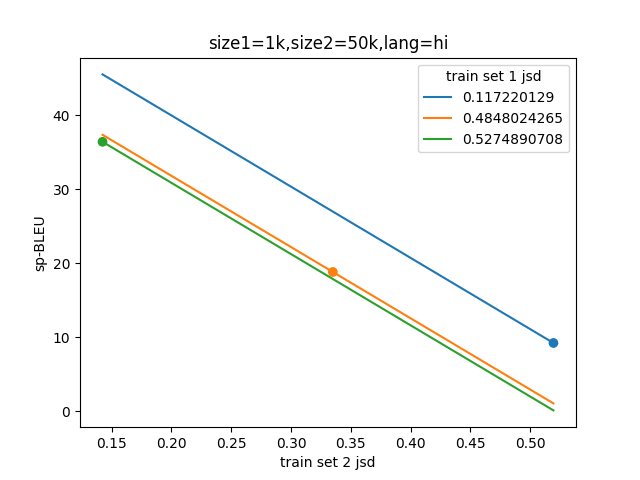 size1=1k,size2=50k,lang=hi
train set 1 jsd
0.117220129
0.4848024265
0.5274890708
sp-BLEU
40
30
20
10
0
0.15 0.20 0.25 0.30 0.35 0.40 0.45 0.50
train set 2 jsd